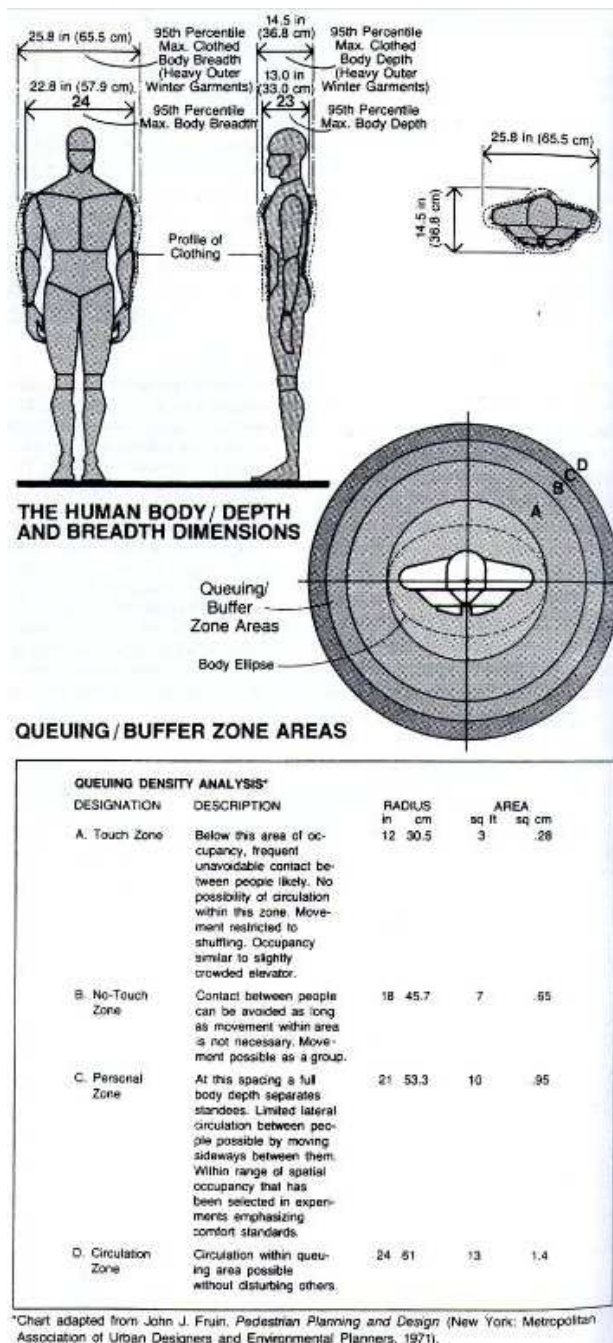 25.8 in (65.5 cm)
95th Percentile
Max. Clothed
Body Breadth
(Heavy Outer
Winter Garments)
22.8 in (57.9 cm)
24
95th Percentile
Max. Body Breadth
14.5 in
(36.8 cm)
95th Percentile
Max. Clothed
Body Depth
(Heavy Outer
Winter Garments)
13.0 in
(33.0 cm)
23
95th Percentile
Max. Body Depth
25.8 in (65.5 cm)
14.5 in
(36.8 cm)
Profile of
Clothing
THE HUMAN BODY / DEPTH
AND BREADTH DIMENSIONS
D
C
B
A
Queuing/
Buffer
Zone Areas
Body Ellipse
QUEUING / BUFFER ZONE AREAS
QUEUING DENSITY ANALYSIS*
DESIGNATION DESCRIPTION RADIUS AREA
in cm sq ft sq cm
A. Touch Zone Below this area of oc- 12 30.5 3 .28
cupancy, frequent
unavoidable contact be-
tween people likely. No
possibility of circulation
within this zone. Move-
ment restricted to
shuffling. Occupancy
similar to slightly
crowded elevator.
B. No-Touch Contact between people 18 45.7 7 .65
Zone can be avoided as long
as movement within area
is not necessary. Move-
ment possible as a group.
C. Personal At this spacing a full 21 53.3 10 .95
Zone body depth separates
standees. Limited lateral
circulation between peo-
ple possible by moving
sideways between them.
Within range of spatial
occupancy that has
been selected in experi-
ments emphasizing
comfort standards.
D. Circulation Circulation within queu- 24 61 13 1.4
Zone ing area possible
without disturbing others.
*Chart adapted from John J. Fruin, Pedestrian Planning and Design (New York: Metropolitan
Association of Urban Designers and Environmental Planners, 1971).